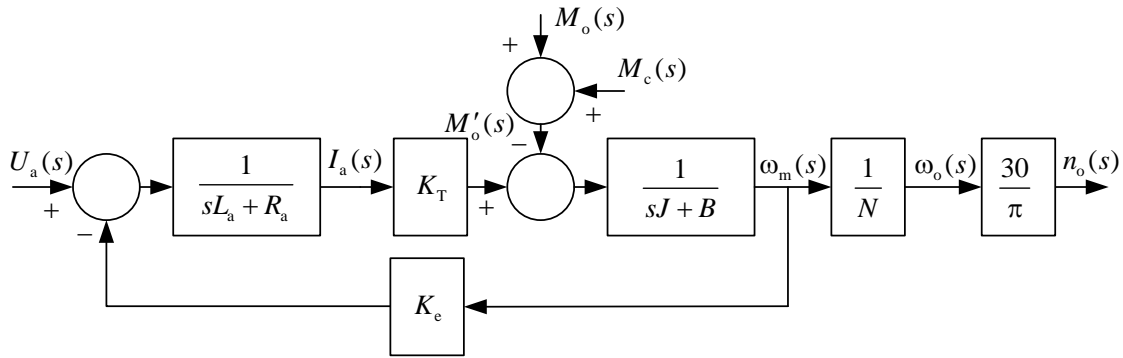 M_o(s)
+
M_c(s)
+
M'_o(s)
−
U_a(s)
+
−
1
sL_a + R_a
I_a(s)
K_T
+
1
sJ + B
ω_m(s)
1
N
ω_o(s)
30
π
n_o(s)
K_e